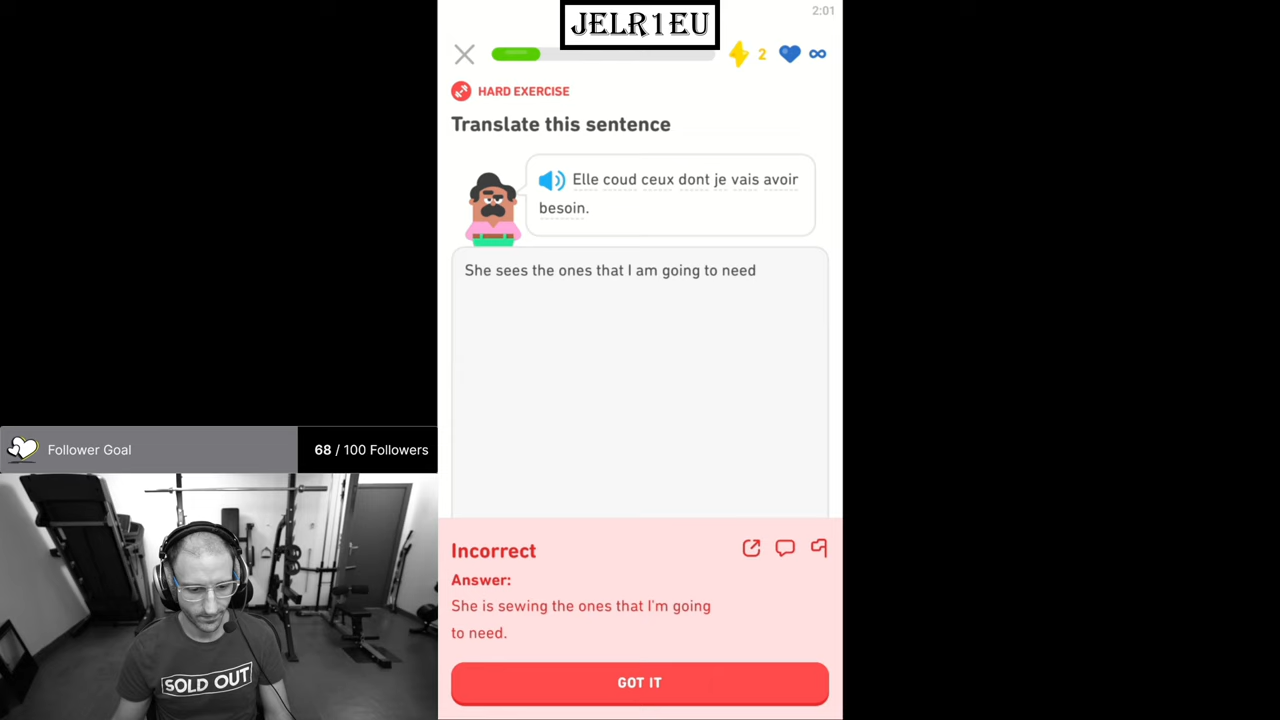 JELR1EU
2:01
2
HARD EXERCISE
Translate this sentence
Elle coud ceux dont je vais avoir
besoin.
She sees the ones that I am going to need
Follower Goal
68 / 100 Followers
SOLD OUT
Incorrect
Answer:
She is sewing the ones that I'm going
to need.
GOT IT